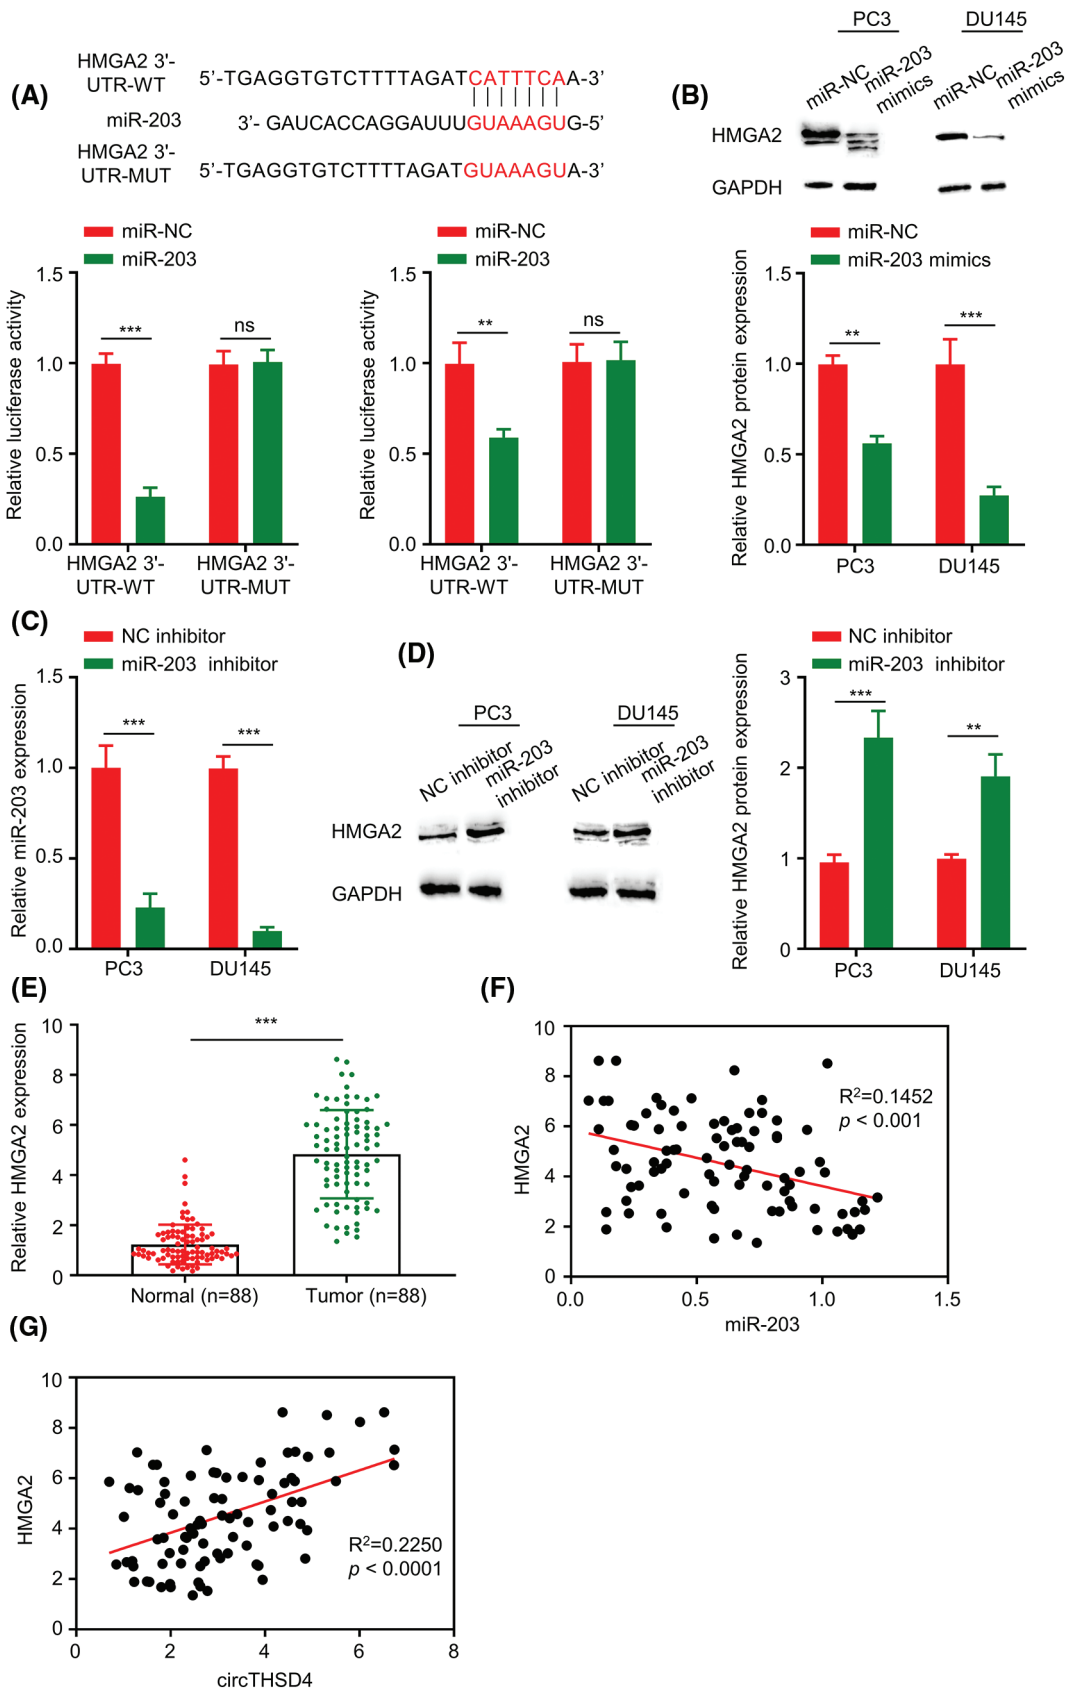 (A)
HMGA2 3'-
UTR-WT
5'-TGAGGTGTCTTTTAGATCATTTCAA-3'
miR-203
3'- GAUCACCAGGAUUUGUAAAGUG-5'
HMGA2 3'-
UTR-MUT
5'-TGAGGTGTCTTTTAGATGUAAAGUA-3'
miR-NC
miR-203
Relative luciferase activity
1.5
1.0
0.5
0.0
***
ns
HMGA2 3'-
UTR-WT
HMGA2 3'-
UTR-MUT
miR-NC
miR-203
Relative luciferase activity
1.5
1.0
0.5
0.0
**
ns
HMGA2 3'-
UTR-WT
HMGA2 3'-
UTR-MUT
(B)
PC3
DU145
miR-NC
miR-203
mimics
miR-NC
miR-203
mimics
HMGA2
GAPDH
miR-NC
miR-203 mimics
Relative HMGA2 protein expression
1.5
1.0
0.5
0.0
**
***
PC3
DU145
(C)
NC inhibitor
miR-203 inhibitor
Relative miR-203 expression
1.5
1.0
0.5
0.0
***
***
PC3
DU145
(D)
PC3
DU145
NC inhibitor
miR-203
inhibitor
NC inhibitor
miR-203
inhibitor
HMGA2
GAPDH
NC inhibitor
miR-203 inhibitor
Relative HMGA2 protein expression
3
2
1
0
***
**
PC3
DU145
(E)
Relative HMGA2 expression
10
8
6
4
2
0
***
Normal (n=88)
Tumor (n=88)
(F)
HMGA2
10
8
6
4
2
0
R²=0.1452
p < 0.001
0.0
0.5
1.0
1.5
miR-203
(G)
HMGA2
10
8
6
4
2
0
R²=0.2250
p < 0.0001
0
2
4
6
8
circTHSD4